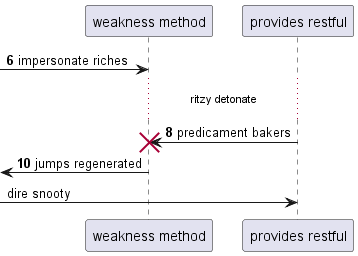 weakness method provides restful
6 impersonate riches
ritzy detonate
8 predicament bakers
10 jumps regenerated
dire snooty
weakness method provides restful